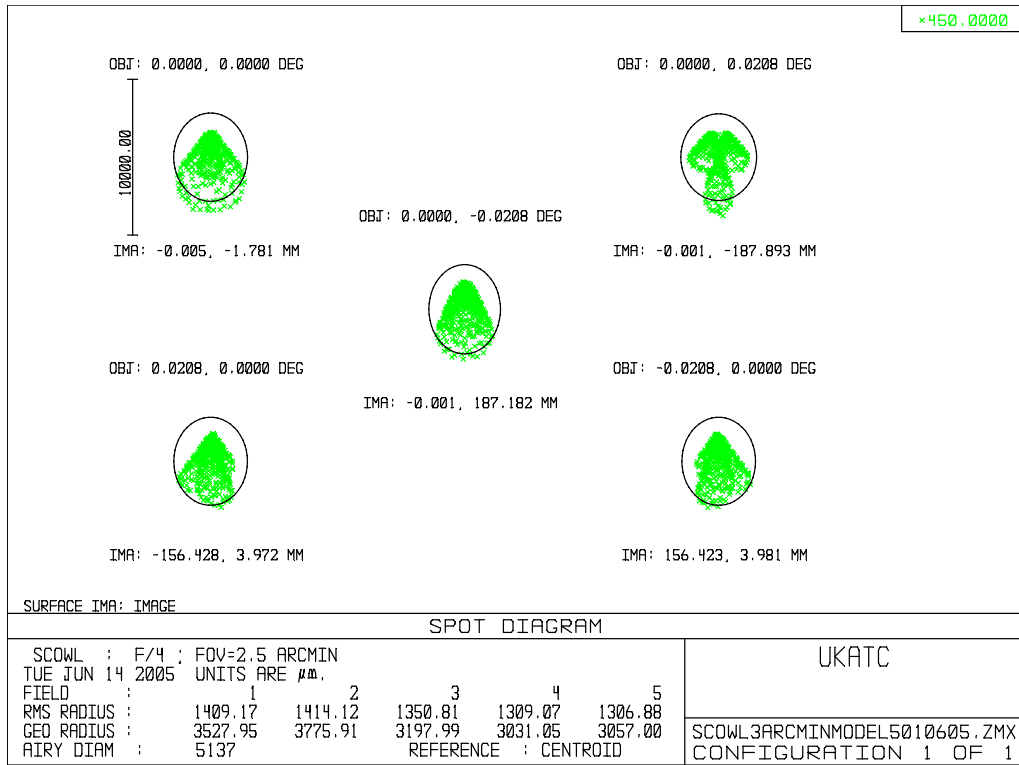 ×450.0000
OBJ: 0.0000, 0.0000 DEG
OBJ: 0.0000, 0.0208 DEG
10000.00
OBJ: 0.0000, -0.0208 DEG
IMA: -0.005, -1.781 MM
IMA: -0.001, -187.893 MM
OBJ: 0.0208, 0.0000 DEG
OBJ: -0.0208, 0.0000 DEG
IMA: -0.001, 187.182 MM
IMA: -156.428, 3.972 MM
IMA: 156.423, 3.981 MM
SURFACE IMA: IMAGE
SPOT DIAGRAM
SCOWL : F/4 ; FOV=2.5 ARCMIN
TUE JUN 14 2005 UNITS ARE µm.
FIELD : 1 2 3 4 5
RMS RADIUS : 1409.17 1414.12 1350.81 1309.07 1306.88
GEO RADIUS : 3527.95 3775.91 3197.99 3031.05 3057.00
AIRY DIAM : 5137 REFERENCE : CENTROID
UKATC
SCOWL3ARCMINMODEL5010605.ZMX
CONFIGURATION 1 OF 1